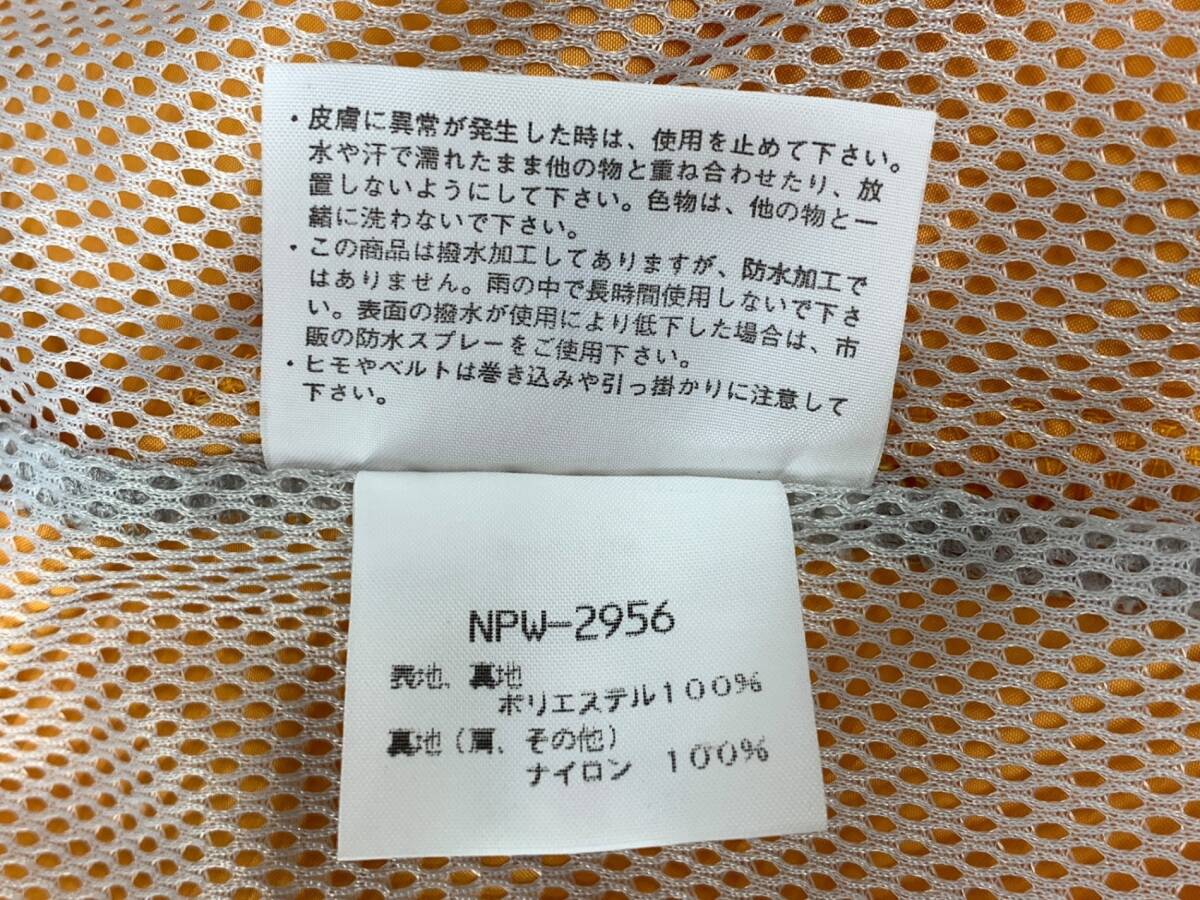 ・皮膚に異常が発生した時は、使用を止めて下さい。
水や汗で濡れたまま他の物と重ね合わせたり、放
置しないようにして下さい。色物は、他の物と一
緒に洗わないで下さい。
・この商品は撥水加工してありますが、防水加工で
はありません。雨の中で長時間使用しないで下さ
い。表面の撥水が使用により低下した場合は、市
販の防水スプレーをご使用下さい。
・ヒモやベルトは巻き込みや引っ掛かりに注意して
下さい。
NPW-2956
表地、裏地
ポリエステル100%
裏地(肩、その他)
ナイロン 100%